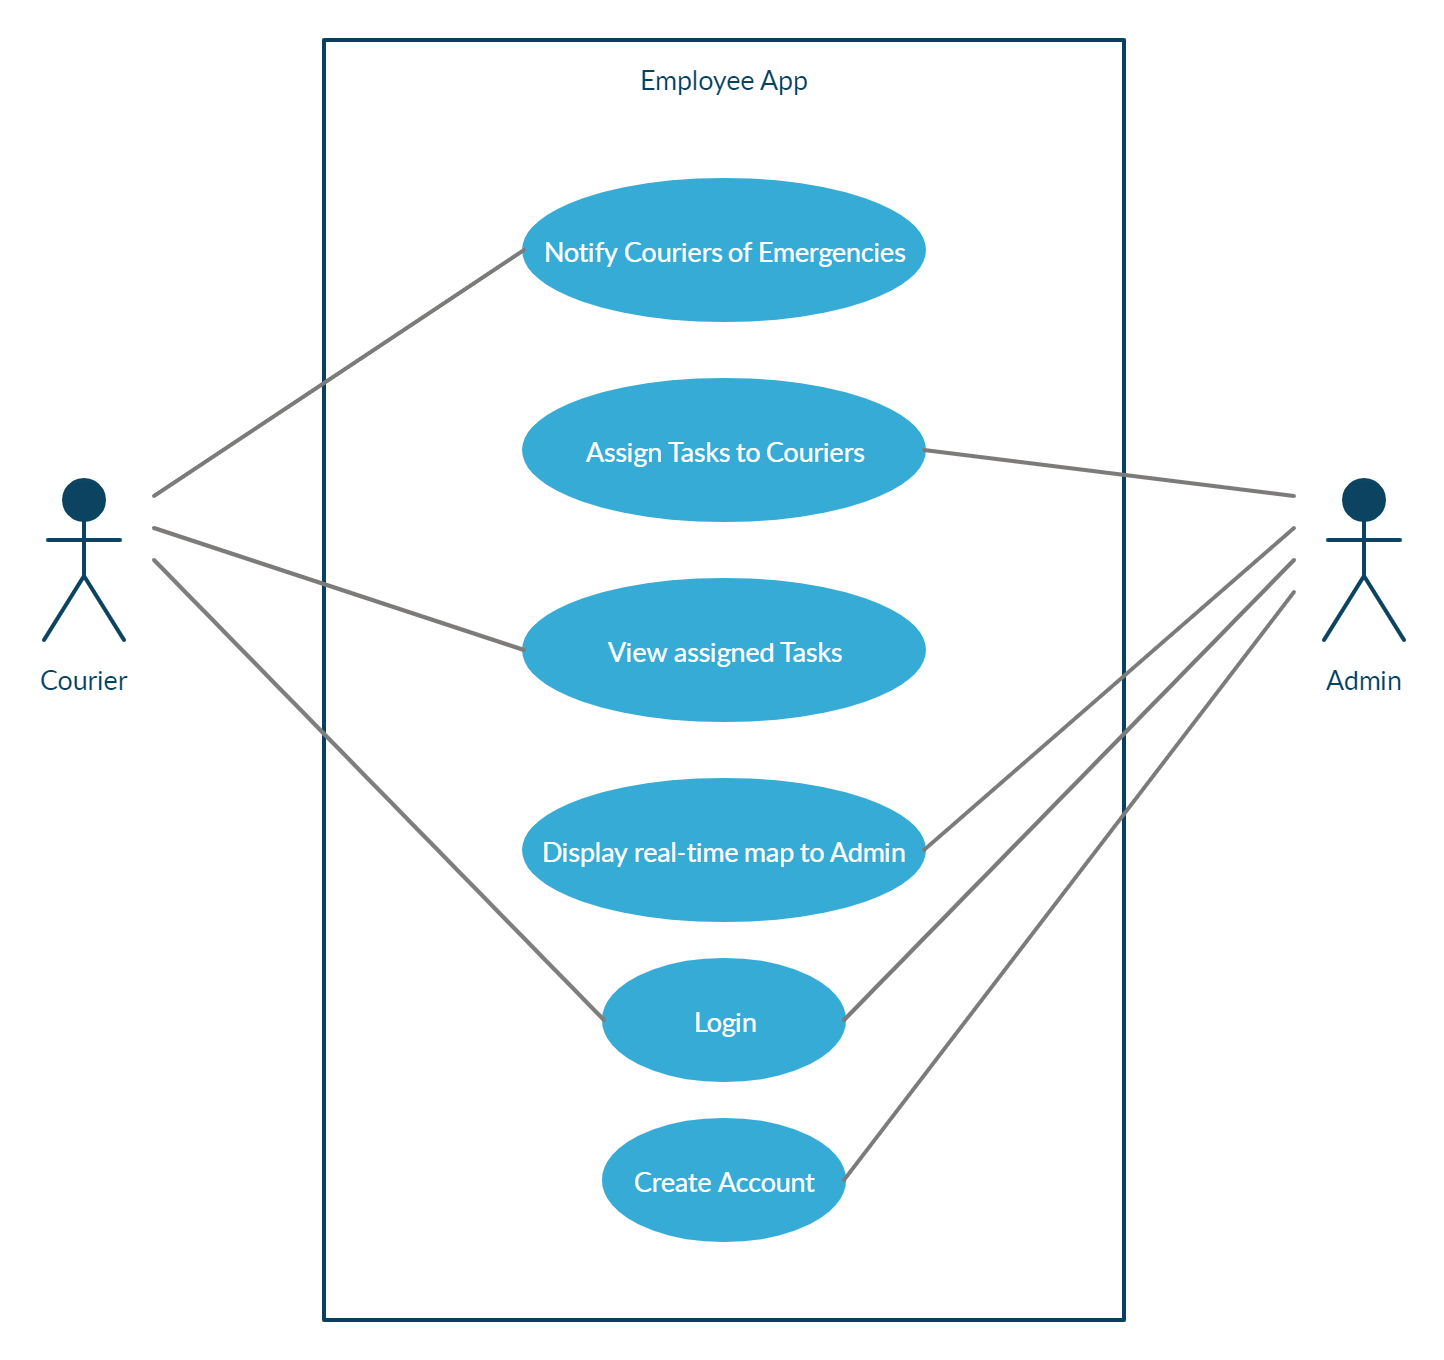 Employee App
Notify Couriers of Emergencies
Assign Tasks to Couriers
View assigned Tasks
Courier
Admin
Display real-time map to Admin
Login
Create Account